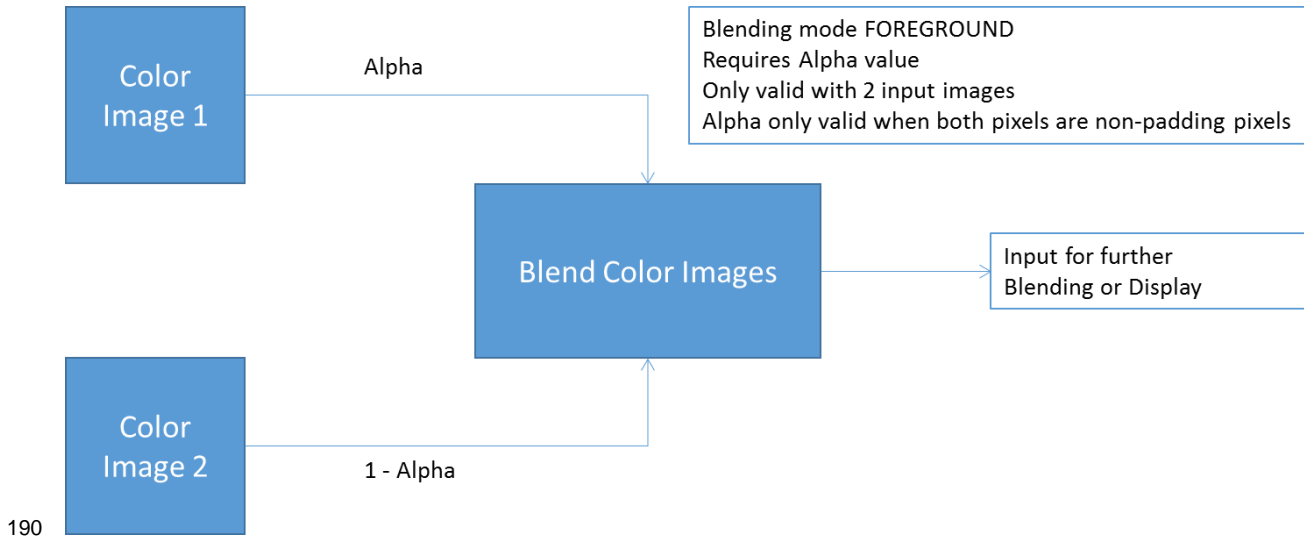 Color
Image 1
Alpha
Blending mode FOREGROUND
Requires Alpha value
Only valid with 2 input images
Alpha only valid when both pixels are non-padding pixels
Blend Color Images
Input for further
Blending or Display
Color
Image 2
1 - Alpha
190